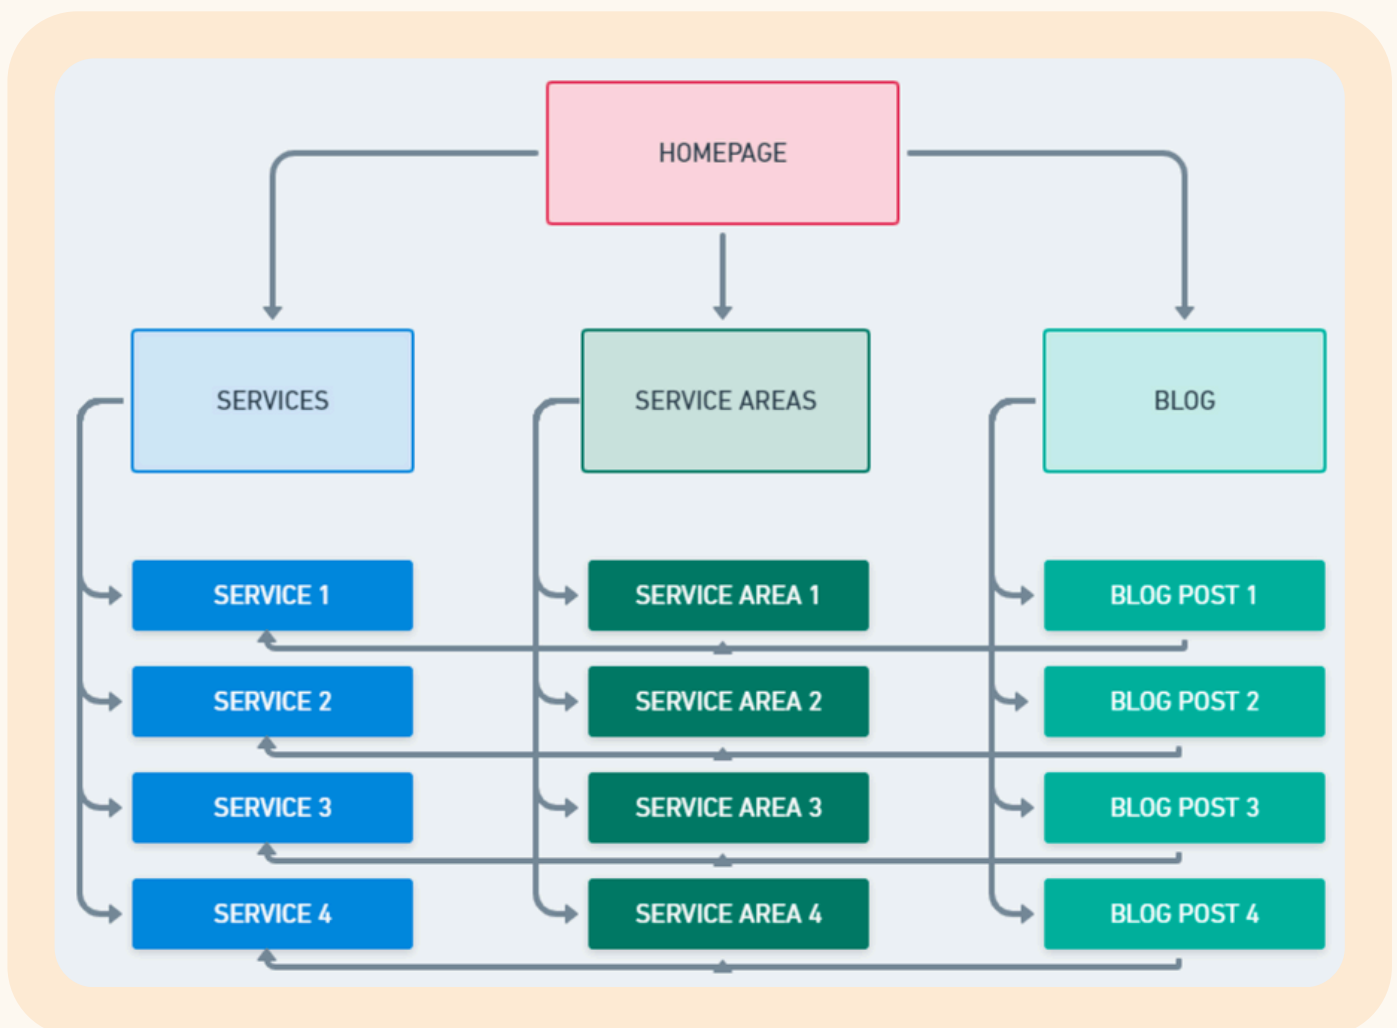 HOMEPAGE
SERVICES
SERVICE AREAS
BLOG
SERVICE 1
SERVICE AREA 1
BLOG POST 1
SERVICE 2
SERVICE AREA 2
BLOG POST 2
SERVICE 3
SERVICE AREA 3
BLOG POST 3
SERVICE 4
SERVICE AREA 4
BLOG POST 4